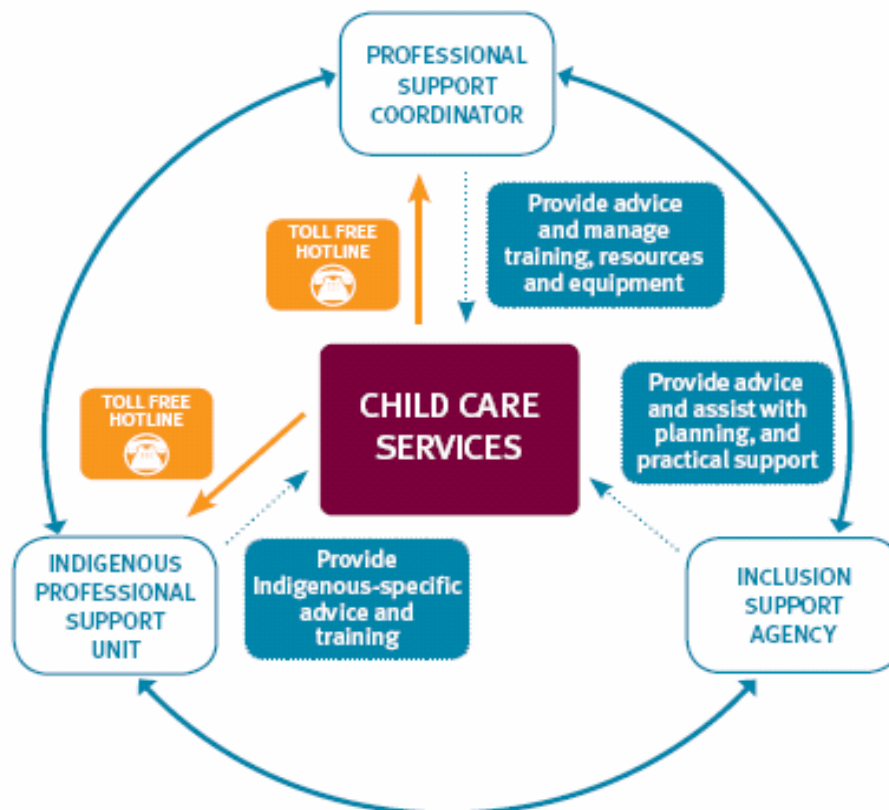 PROFESSIONAL
SUPPORT
COORDINATOR
TOLL FREE
HOTLINE
Provide advice
and manage
training, resources
and equipment
TOLL FREE
HOTLINE
CHILD CARE
SERVICES
Provide advice
and assist with
planning, and
practical support
INDIGENOUS
PROFESSIONAL
SUPPORT
UNIT
Provide
Indigenous-specific
advice and
training
INCLUSION
SUPPORT
AGENCY